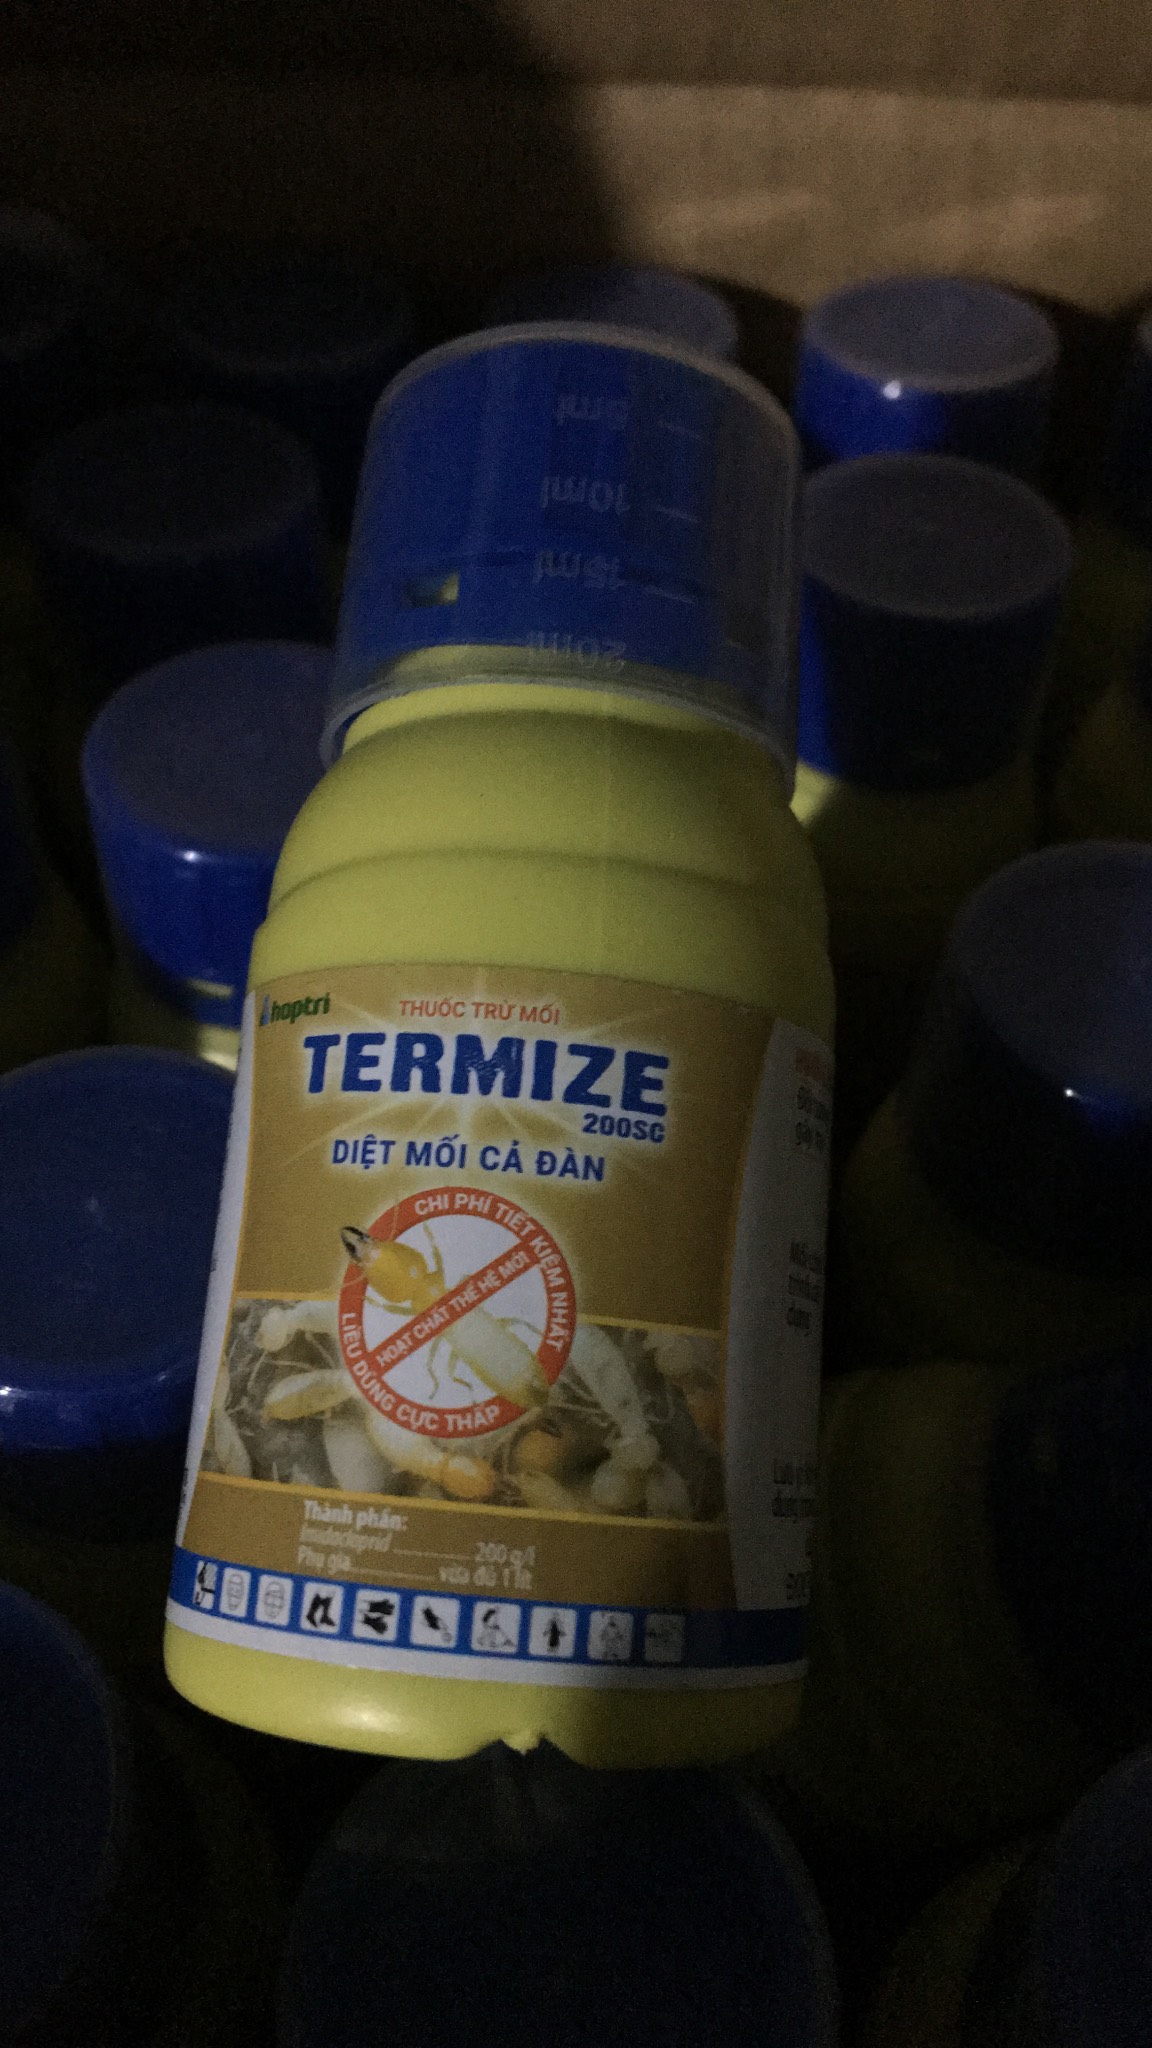 5ml
10ml
15ml
20ml
hoptri
THUỐC TRỪ MỐI
TERMIZE
200SC
DIỆT MỐI CẢ ĐÀN
CHI PHÍ TIẾT KIỆM NHẤT
HOẠT CHẤT THẾ HỆ MỚI
LIỀU DÙNG CỰC THẤP
Thành phần:
Imidacloprid ............... 200 g/l
Phụ gia............... vừa đủ 1 lít